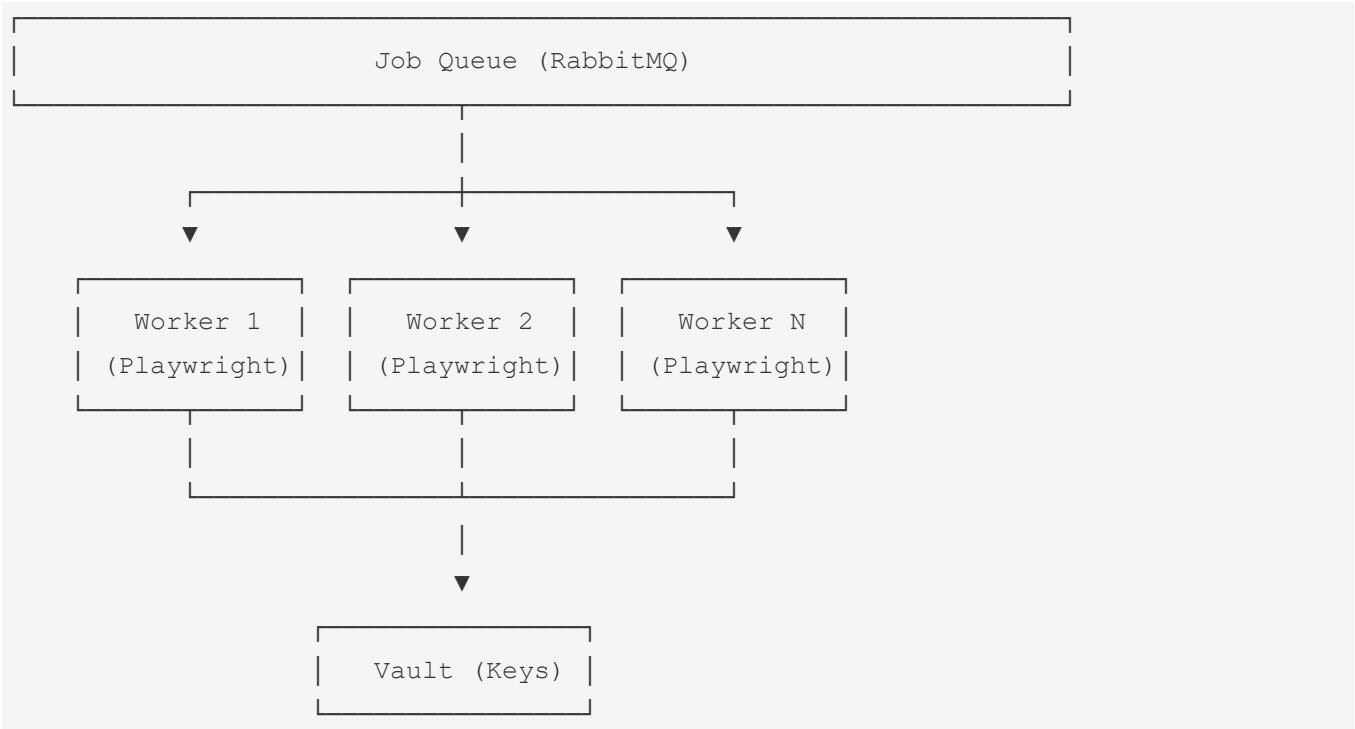 Job Queue (RabbitMQ)
Worker 1 Worker 2 Worker N
(Playwright) (Playwright) (Playwright)
Vault (Keys)